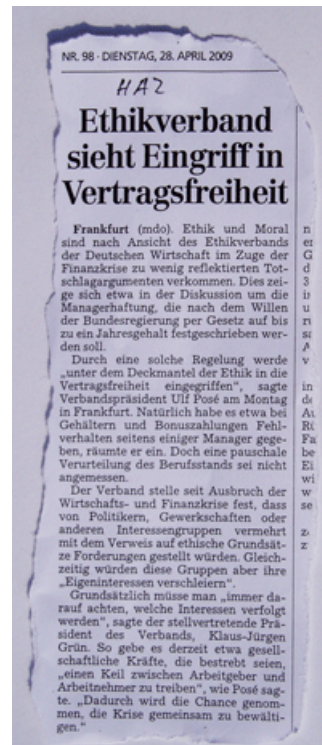 NR. 98 · DIENSTAG, 28. APRIL 2009
HAZ
Ethikverband
sieht Eingriff in
Vertragsfreiheit
Frankfurt (mdo). Ethik und Moral
sind nach Ansicht des Ethikverbands
der Deutschen Wirtschaft im Zuge der
Finanzkrise zu wenig reflektierten Tot-
schlagargumenten verkommen. Dies zei-
ge sich etwa in der Diskussion um die
Managerhaftung, die nach dem Willen
der Bundesregierung per Gesetz auf bis
zu ein Jahresgehalt festgeschrieben wer-
den soll.
Durch eine solche Regelung werde
„unter dem Deckmantel der Ethik in die
Vertragsfreiheit eingegriffen“, sagte
Verbandspräsident Ulf Posé am Montag
in Frankfurt. Natürlich habe es etwa bei
Gehältern und Bonuszahlungen Fehl-
verhalten seitens einiger Manager gege-
ben, räumte er ein. Doch eine pauschale
Verurteilung des Berufsstands sei nicht
angemessen.
Der Verband stelle seit Ausbruch der
Wirtschafts- und Finanzkrise fest, dass
von Politikern, Gewerkschaften oder
anderen Interessengruppen vermehrt
mit dem Verweis auf ethische Grundsät-
ze Forderungen gestellt würden. Gleich-
zeitig würden diese Gruppen aber ihre
„Eigeninteressen verschleiern“.
Grundsätzlich müsse man „immer da-
rauf achten, welche Interessen verfolgt
werden“, sagte der stellvertretende Prä-
sident des Verbands, Klaus-Jürgen
Grün. So gebe es derzeit etwa gesell-
schaftliche Kräfte, die bestrebt seien,
„einen Keil zwischen Arbeitgeber und
Arbeitnehmer zu treiben“, wie Posé sag-
te. „Dadurch wird die Chance genom-
men, die Krise gemeinsam zu bewälti-
gen.“